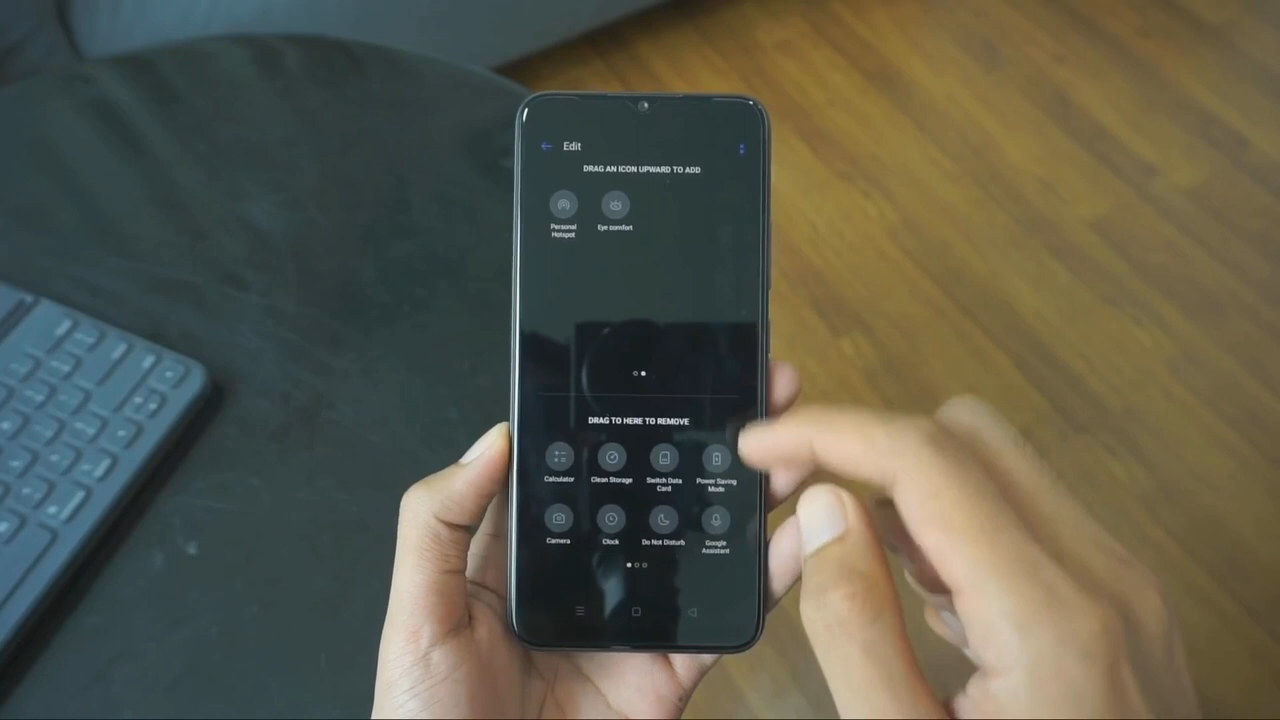 Edit
DRAG AN ICON UPWARD TO ADD
Personal
Hotspot
Eye comfort
DRAG TO HERE TO REMOVE
Calculator
Clean Storage
Switch Data
Card
Power Saving
Mode
Camera
Clock
Do Not Disturb
Google
Assistant